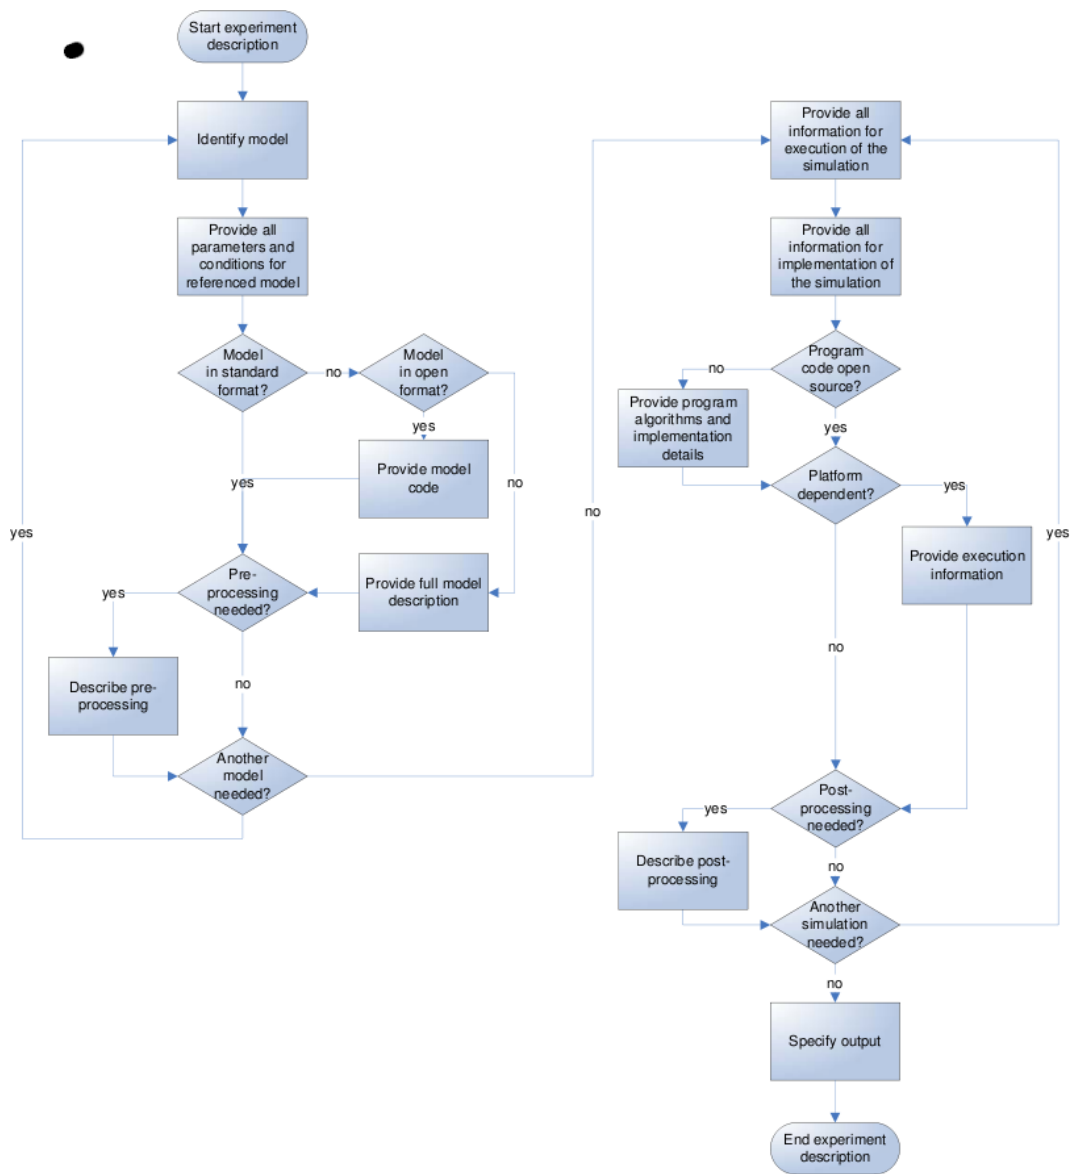 Start experiment
description
Identify model
Provide all
parameters and
conditions for
referenced model
Model
in standard
format?
no
Model
in open
format?
yes
no
Provide model
code
yes
Provide full model
description
Pre-
processing
needed?
yes
Describe pre-
processing
no
Another
model
needed?
yes
no
Provide all
information for
execution of the
simulation
Provide all
information for
implementation of
the simulation
Program
code open
source?
no
Provide program
algorithms and
implementation
details
yes
Platform
dependent?
yes
Provide execution
information
no
Post-
processing
needed?
yes
Describe post-
processing
no
Another
simulation
needed?
yes
no
Specify output
End experiment
description